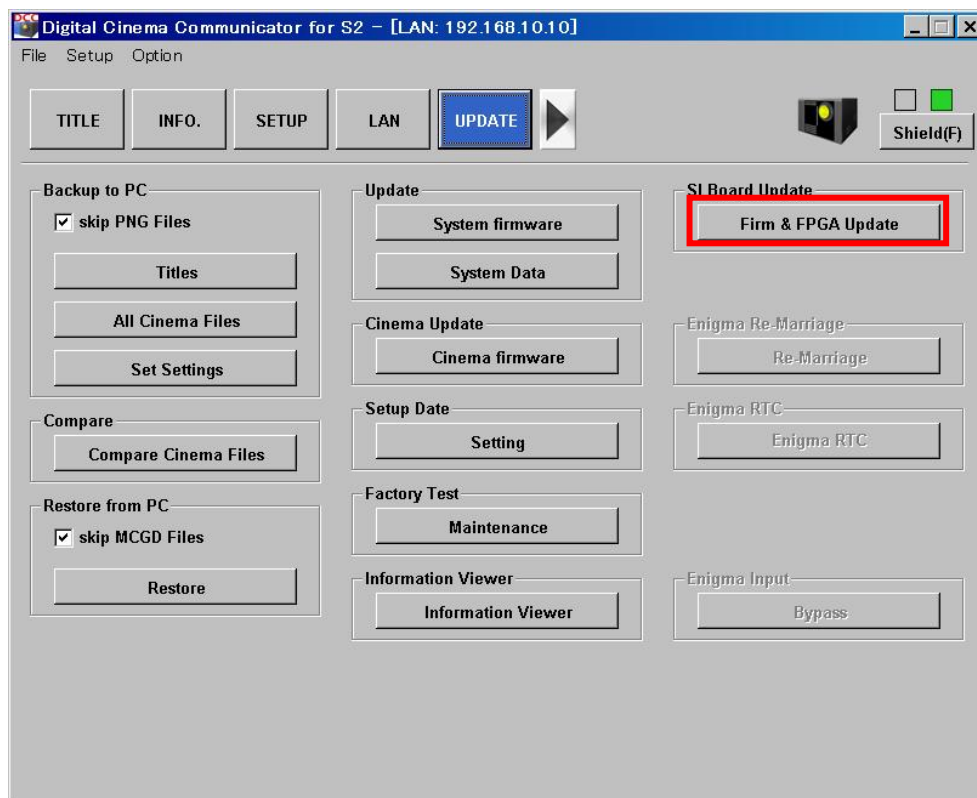 DCC
Digital Cinema Communicator for S2 - [LAN: 192.168.10.10]
File Setup Option
TITLE INFO. SETUP LAN UPDATE
Shield(F)
Backup to PC
skip PNG Files
Titles
All Cinema Files
Set Settings
Compare
Compare Cinema Files
Restore from PC
skip MCGD Files
Restore
Update
System firmware
System Data
Cinema Update
Cinema firmware
Setup Date
Setting
Factory Test
Maintenance
Information Viewer
Information Viewer
SI Board Update
Firm & FPGA Update
Enigma Re-Marriage
Re-Marriage
Enigma RTC
Enigma RTC
Enigma Input
Bypass